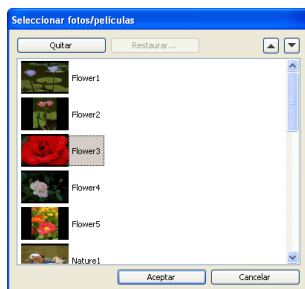 Seleccionar fotos/películas
Quitar
Restaurar...
Flower1
Flower2
Flower3
Flower4
Flower5
Nature1
Aceptar
Cancelar